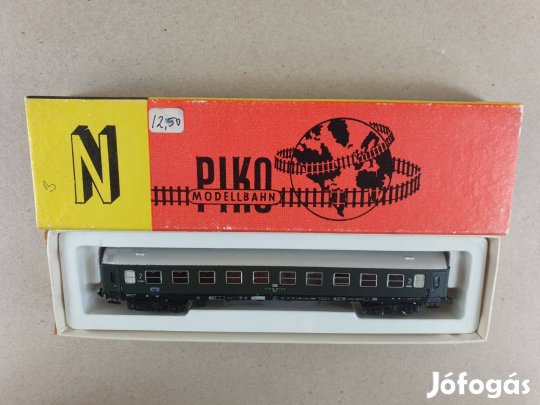 N
12,50
PIKO
MODELLBAHN
2
2
Jófogás